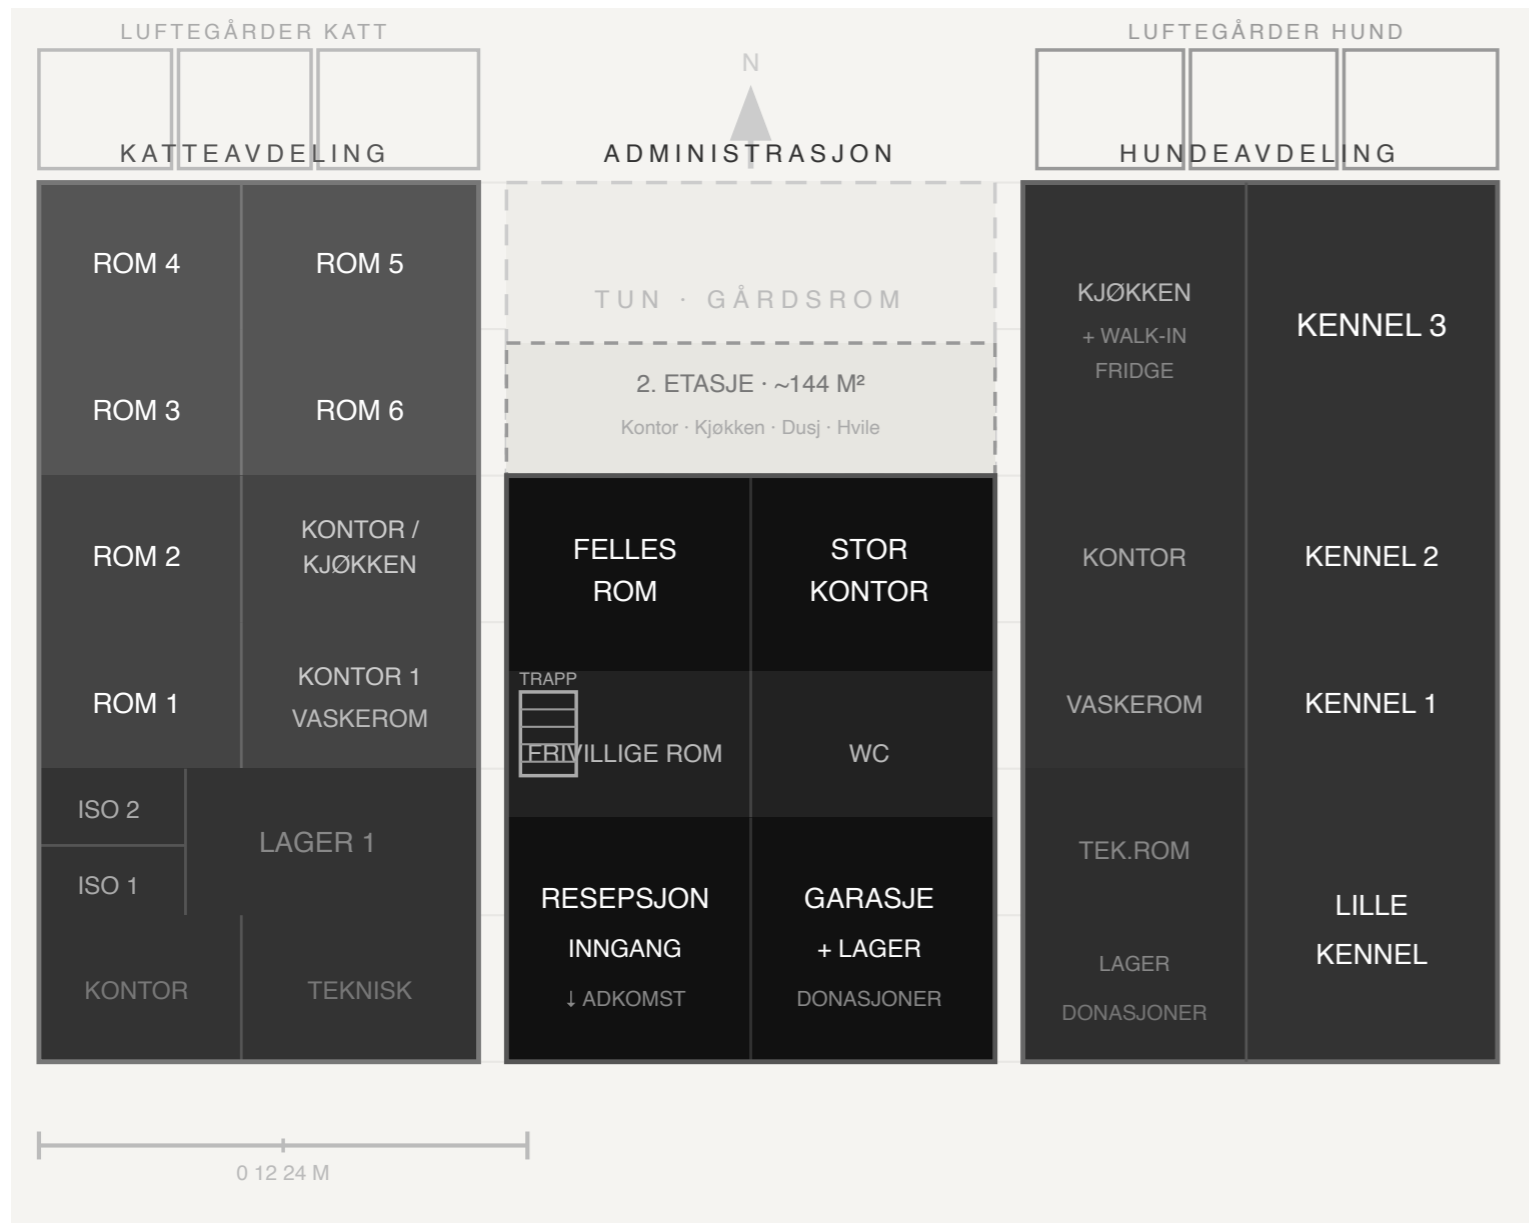 LUFTEGÅRDER KATT
LUFTEGÅRDER HUND
N
KATTEAVDELING
ADMINISTRASJON
HUNDEAVDELING
ROM 4
ROM 5
ROM 3
ROM 6
ROM 2
KONTOR /
KJØKKEN
ROM 1
KONTOR 1
VASKEROM
ISO 2
ISO 1
LAGER 1
KONTOR
TEKNISK
TUN · GÅRDSROM
2. ETASJE · ~144 M²
Kontor · Kjøkken · Dusj · Hvile
FELLES
ROM
STOR
KONTOR
TRAPP
FRIVILLIGE ROM
WC
RESEPSJON
INNGANG
↓ ADKOMST
GARASJE
+ LAGER
DONASJONER
KJØKKEN
+ WALK-IN
FRIDGE
KENNEL 3
KONTOR
KENNEL 2
VASKEROM
KENNEL 1
TEK.ROM
LAGER
DONASJONER
LILLE
KENNEL
0 12 24 M